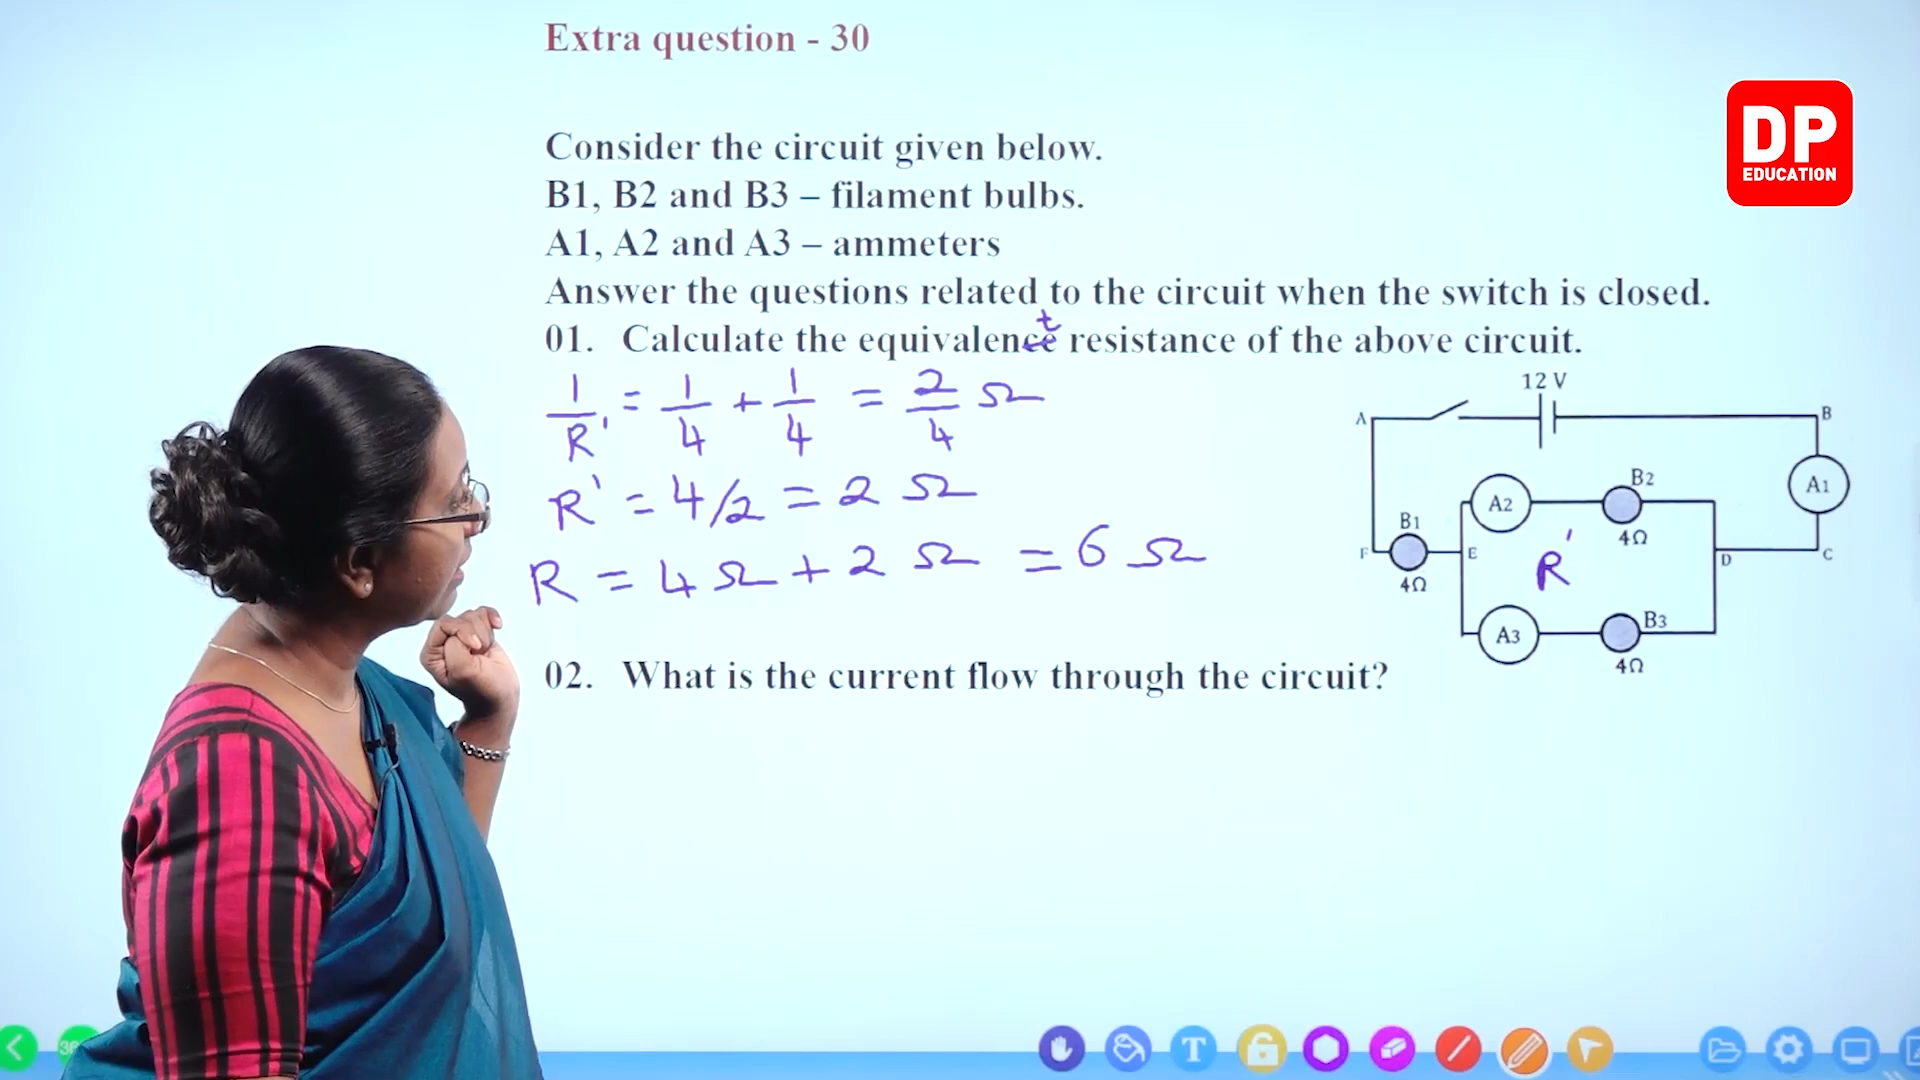 Extra question - 30
DP
EDUCATION
Consider the circuit given below.
B1, B2 and B3 – filament bulbs.
A1, A2 and A3 – ammeters
Answer the questions related to the circuit when the switch is closed.
t
01. Calculate the equivalence resistance of the above circuit.
1/R' = 1/4 + 1/4 = 2/4 Ω
R' = 4/2 = 2 Ω
R = 4 Ω + 2 Ω = 6 Ω
12 V
A
B
A1
B2
A2
4Ω
B1
F
E
R'
D
C
4Ω
A3
B3
4Ω
02. What is the current flow through the circuit?
T